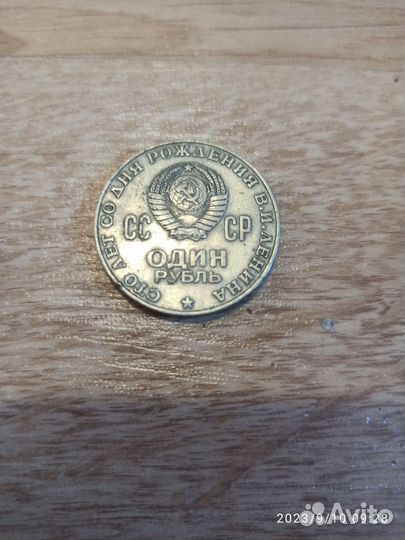 СТО ЛЕТ СО ДНЯ РОЖДЕНИЯ В.И.ЛЕНИНА
СС СР
ОДИН
РУБЛЬ
2023/9/10 09:28
Avito